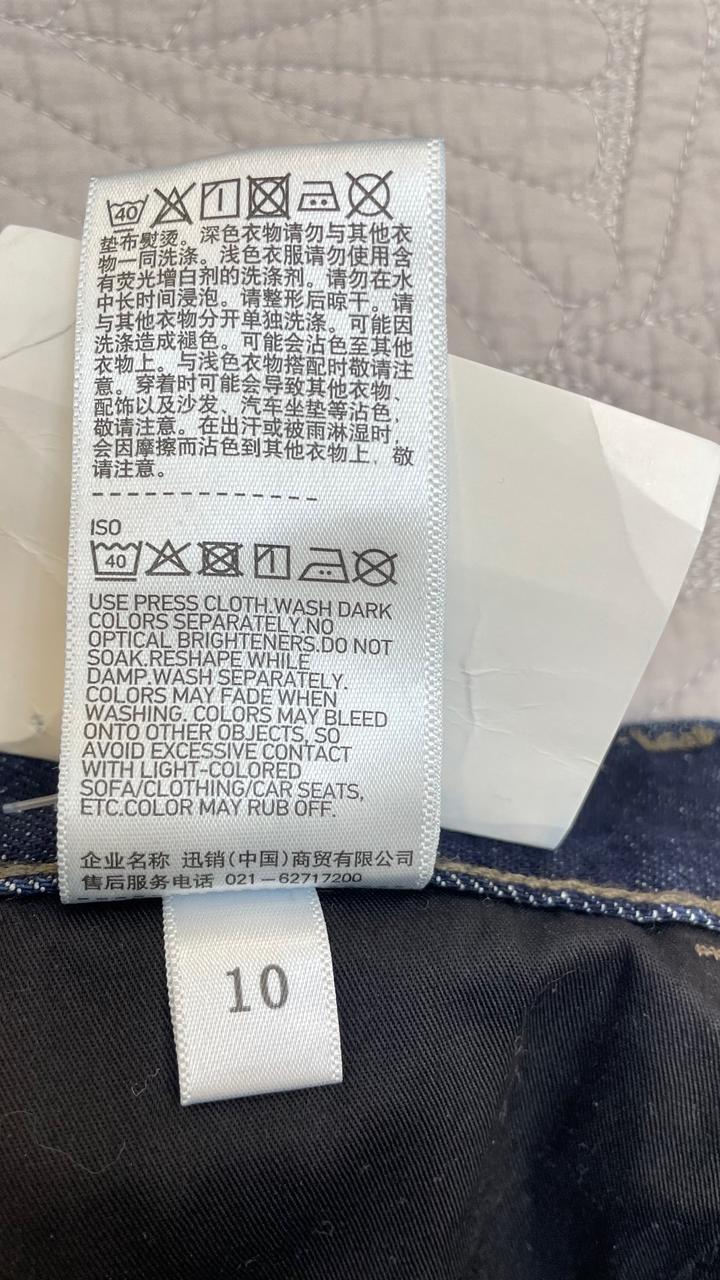 40
垫布熨烫。深色衣物请勿与其他衣
物一同洗涤。浅色衣服请勿使用含
有荧光增白剂的洗涤剂。请勿在水
中长时间浸泡。请整形后晾干。请
与其他衣物分开单独洗涤。可能因
洗涤造成褪色。可能会沾色至其他
衣物上。与浅色衣物搭配时敬请注
意。穿着时可能会导致其他衣物、
配饰以及沙发、汽车坐垫等沾色,
敬请注意。在出汗或被雨淋湿时,
会因摩擦而沾色到其他衣物上, 敬
请注意。
ISO
40
USE PRESS CLOTH.WASH DARK
COLORS SEPARATELY.NO
OPTICAL BRIGHTENERS.DO NOT
SOAK.RESHAPE WHILE
DAMP.WASH SEPARATELY.
COLORS MAY FADE WHEN
WASHING. COLORS MAY BLEED
ONTO OTHER OBJECTS, SO
AVOID EXCESSIVE CONTACT
WITH LIGHT-COLORED
SOFA/CLOTHING/CAR SEATS,
ETC.COLOR MAY RUB OFF.
企业名称 迅销(中国)商贸有限公司
售后服务电话 021-62717200
10